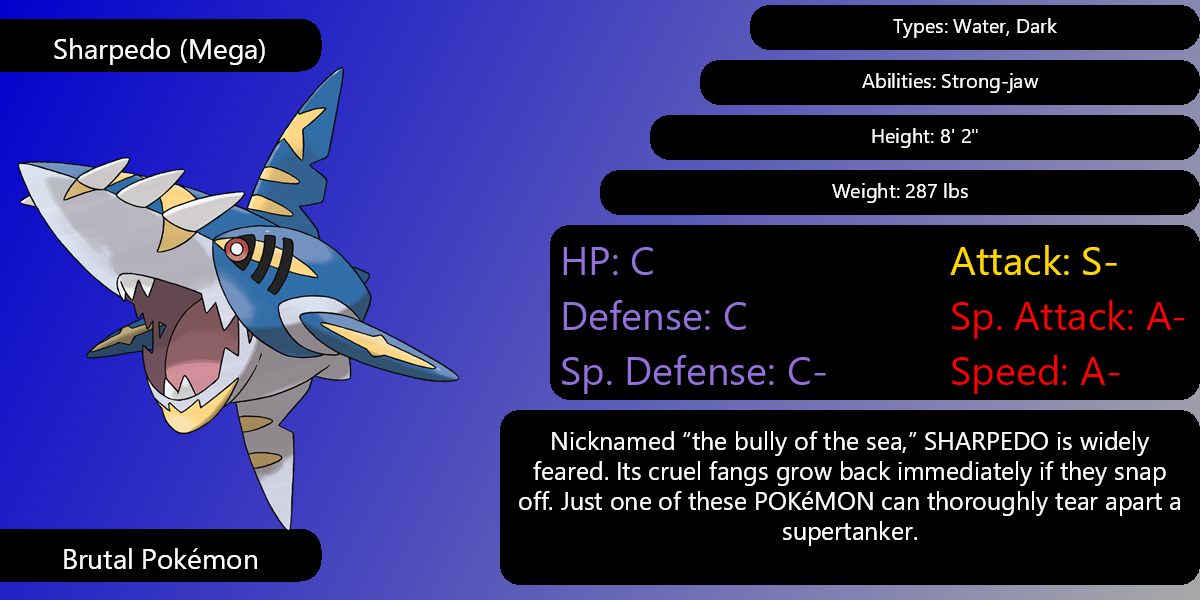 Sharpedo (Mega)
Types: Water, Dark
Abilities: Strong-jaw
Height: 8' 2"
Weight: 287 lbs
HP: C
Attack: S-
Defense: C
Sp. Attack: A-
Sp. Defense: C-
Speed: A-
Nicknamed “the bully of the sea,” SHARPEDO is widely
feared. Its cruel fangs grow back immediately if they snap
off. Just one of these POKéMON can thoroughly tear apart a
supertanker.
Brutal Pokémon